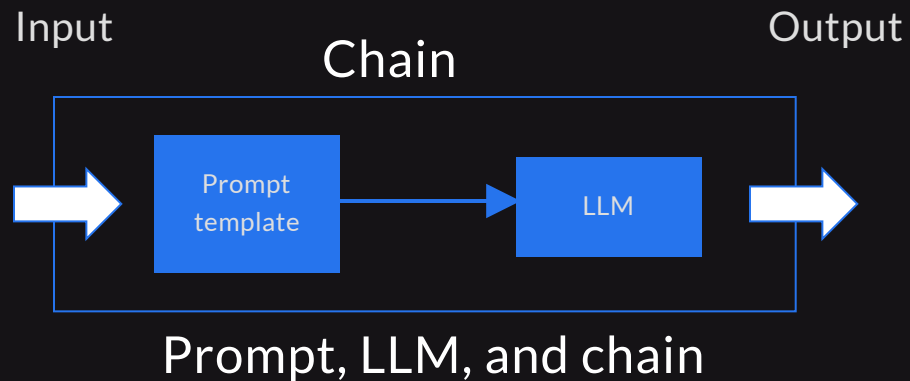 Input
Output
Chain
Prompt
template
LLM
Prompt, LLM, and chain